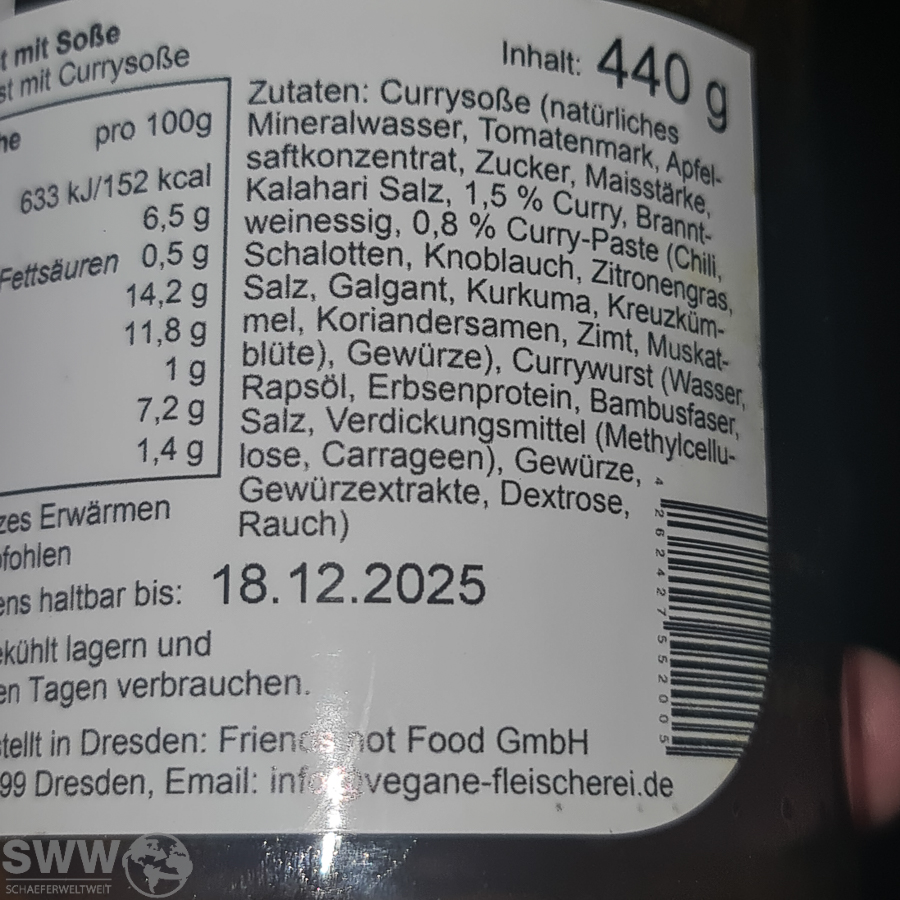 t mit Soße
st mit Currysoße
he pro 100g
633 kJ/152 kcal
6,5 g
Fettsäuren 0,5 g
14,2 g
11,8 g
1 g
7,2 g
1,4 g
zes Erwärmen
fohlen
ens haltbar bis: 18.12.2025
ekühlt lagern und
en Tagen verbrauchen.
Inhalt: 440 g
Zutaten: Currysoße (natürliches
Mineralwasser, Tomatenmark, Apfel-
saftkonzentrat, Zucker, Maisstärke,
Kalahari Salz, 1,5 % Curry, Brannt-
weinessig, 0,8 % Curry-Paste (Chili,
Schalotten, Knoblauch, Zitronengras,
Salz, Galgant, Kurkuma, Kreuzküm-
mel, Koriandersamen, Zimt, Muskat-
blüte), Gewürze), Currywurst (Wasser,
Rapsöl, Erbsenprotein, Bambusfaser,
Salz, Verdickungsmittel (Methylcellu-
lose, Carrageen), Gewürze,
Gewürzextrakte, Dextrose,
Rauch)
4 262427 552005
stellt in Dresden: Friends not Food GmbH
99 Dresden, Email: info@vegane-fleischerei.de
SWW
SCHAEFERWELTWEIT